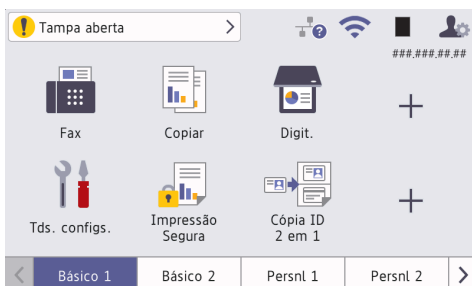 Tampa aberta
###.###.##.##
Fax
Copiar
Digit.
Tds. configs.
Impressão
Segura
Cópia ID
2 em 1
Básico 1
Básico 2
Persnl 1
Persnl 2